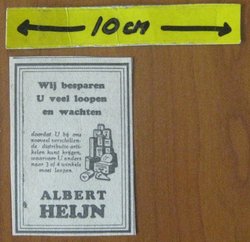 10 cm
Wij besparen
U veel loopen
en wachten
doordat U bij ons
zooveel verschillen-
de distributie-arti-
kelen kunt krijgen,
waarvoor U anders
naar 3 of 4 winkels
moet loopen.
ALBERT
HEIJN